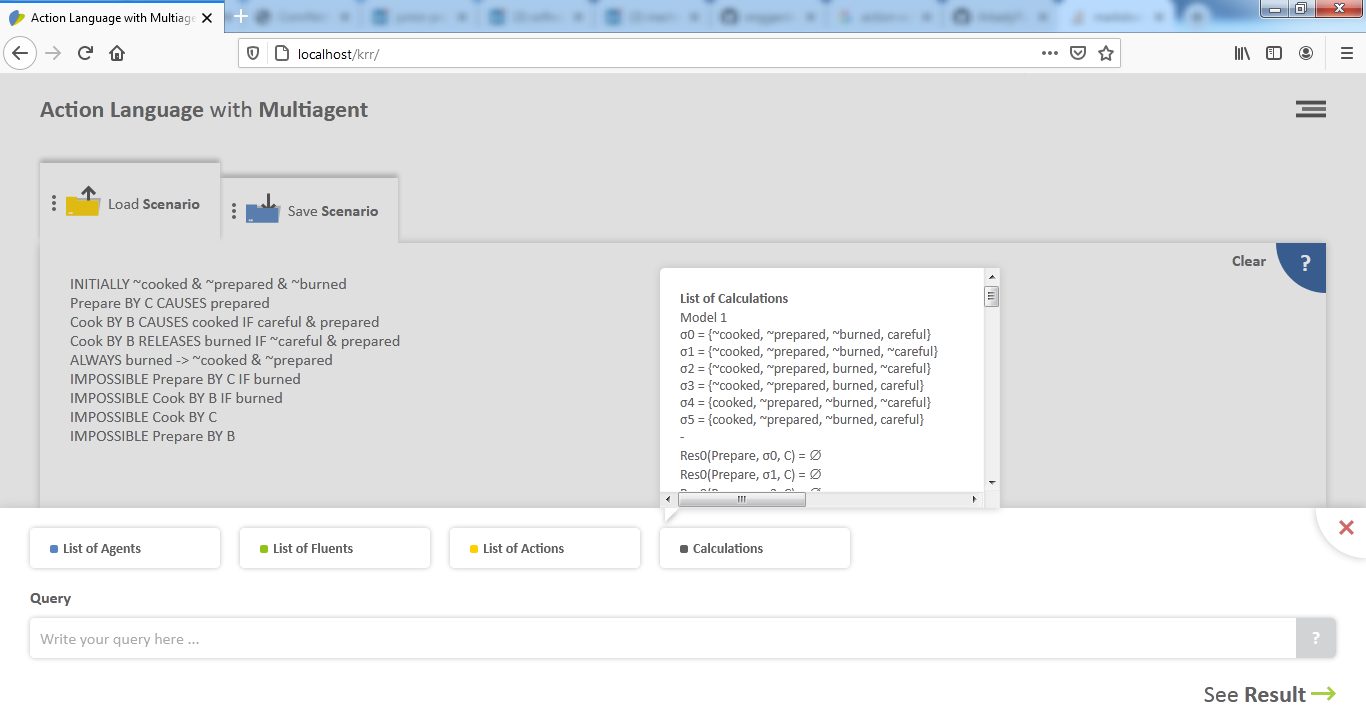 Action Language with Multiage
localhost/krr/
Action Language with Multiagent
Load Scenario
Save Scenario
Clear
?
INITIALLY ~cooked & ~prepared & ~burned
Prepare BY C CAUSES prepared
Cook BY B CAUSES cooked IF careful & prepared
Cook BY B RELEASES burned IF ~careful & prepared
ALWAYS burned -> ~cooked & ~prepared
IMPOSSIBLE Prepare BY C IF burned
IMPOSSIBLE Cook BY B IF burned
IMPOSSIBLE Cook BY C
IMPOSSIBLE Prepare BY B
List of Calculations
Model 1
σ0 = {~cooked, ~prepared, ~burned, careful}
σ1 = {~cooked, ~prepared, ~burned, ~careful}
σ2 = {~cooked, ~prepared, burned, ~careful}
σ3 = {~cooked, ~prepared, burned, careful}
σ4 = {cooked, ~prepared, ~burned, ~careful}
σ5 = {cooked, ~prepared, ~burned, careful}
-
Res0(Prepare, σ0, C) = ∅
Res0(Prepare, σ1, C) = ∅
List of Agents
List of Fluents
List of Actions
Calculations
Query
Write your query here ...
?
See Result